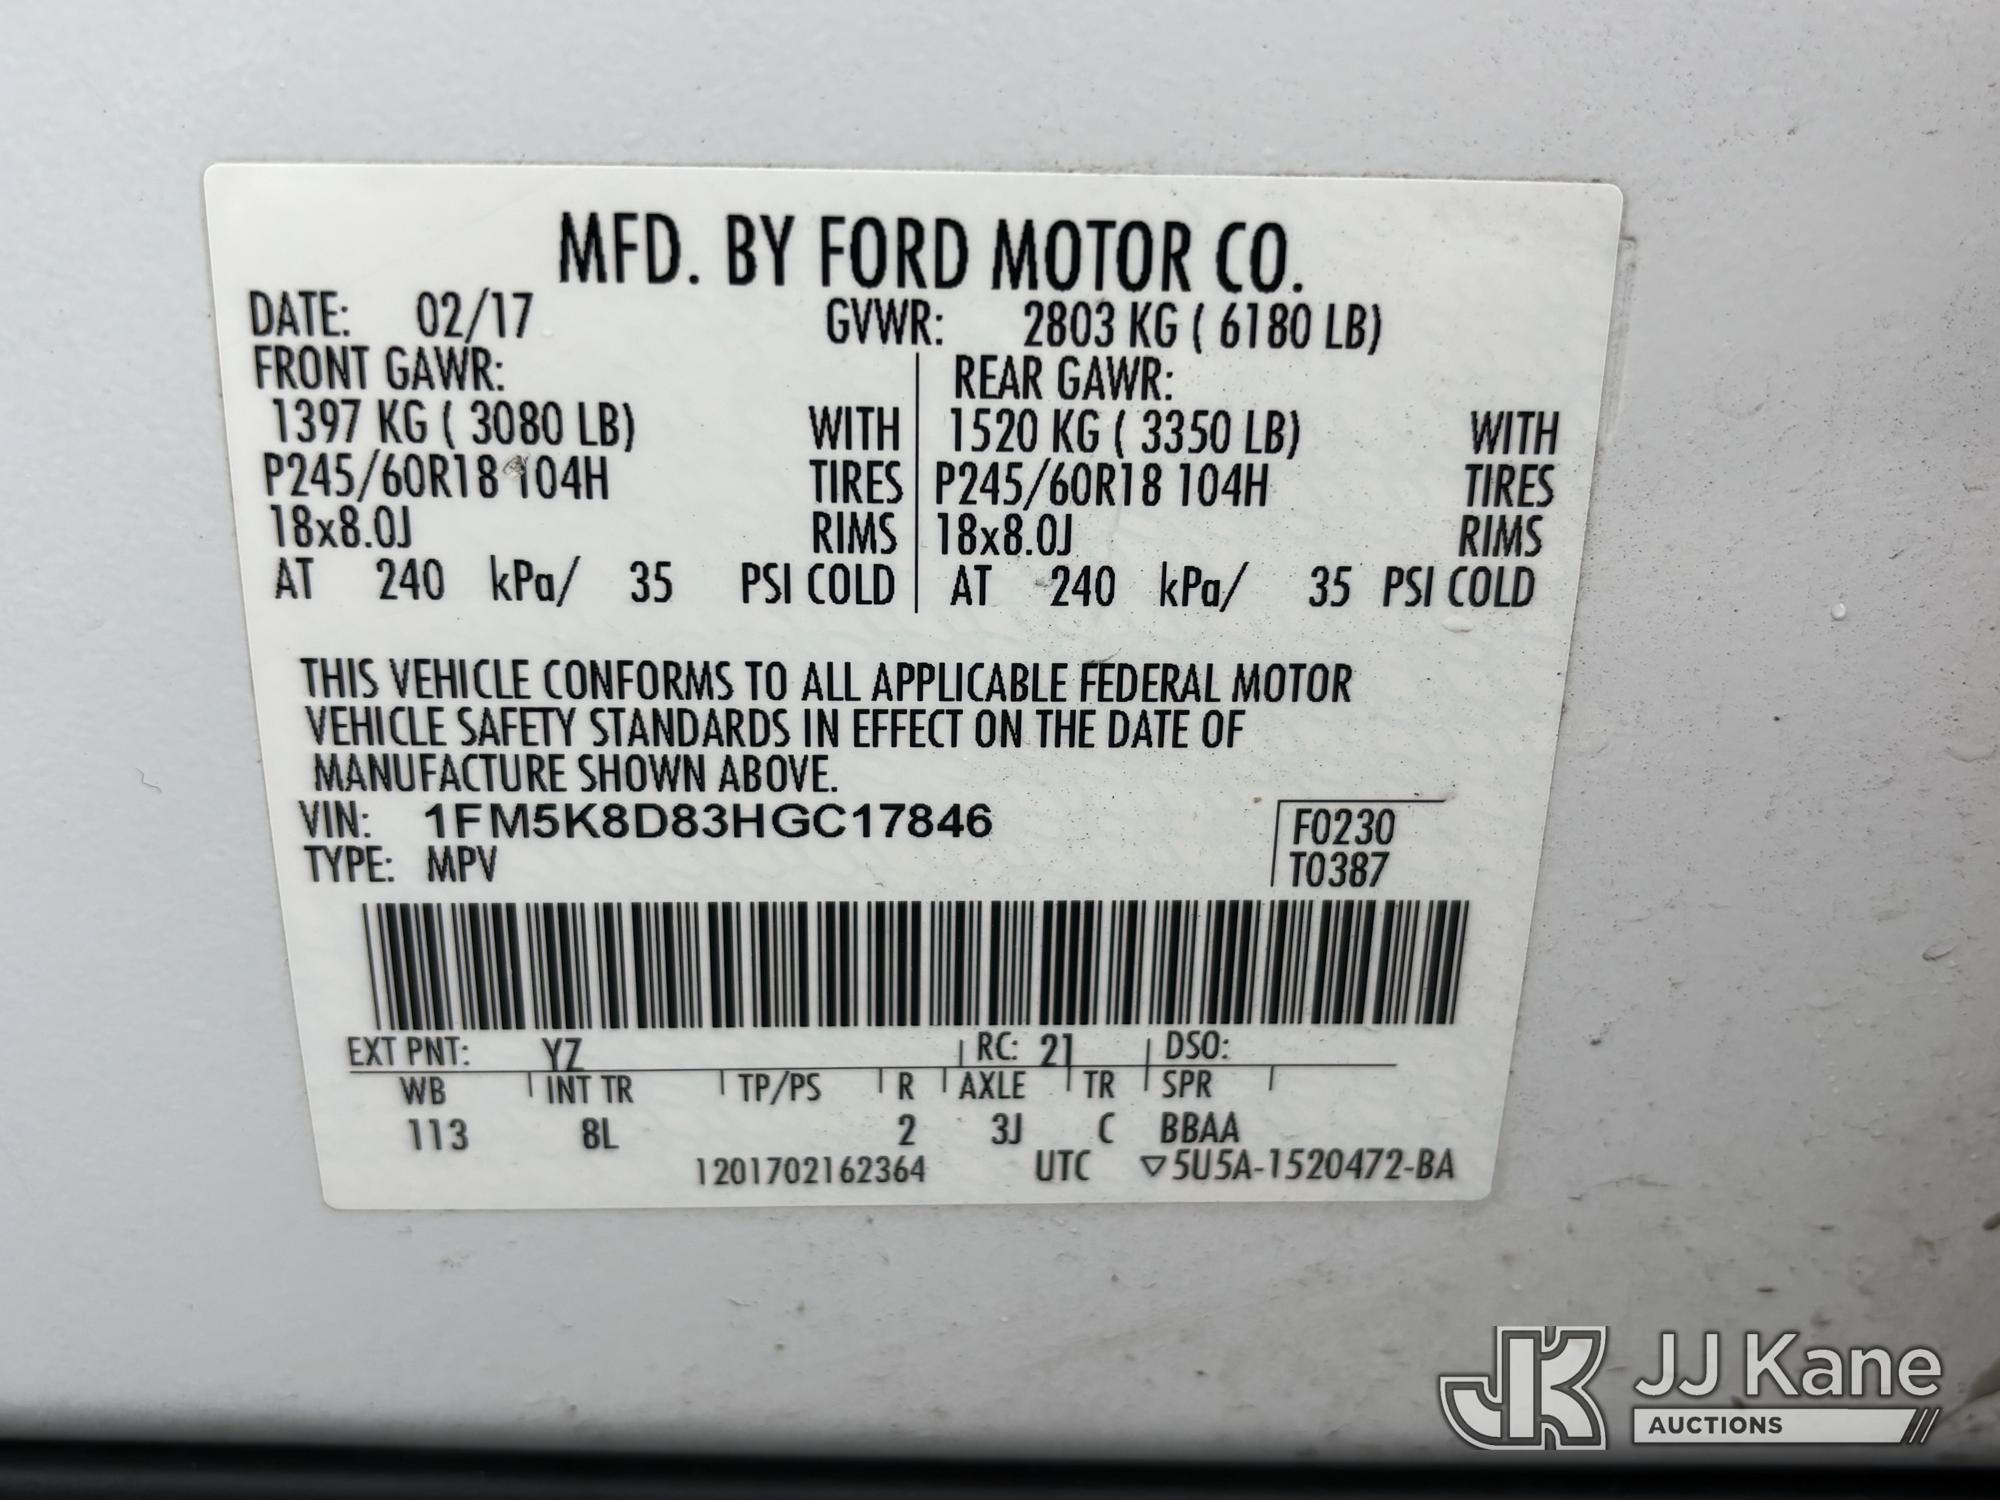 MFD. BY FORD MOTOR CO.
DATE: 02/17 GVWR: 2803 KG ( 6180 LB)
FRONT GAWR: REAR GAWR:
1397 KG ( 3080 LB) WITH 1520 KG ( 3350 LB) WITH
P245/60R18 104H TIRES P245/60R18 104H TIRES
18x8.0J RIMS 18x8.0J RIMS
AT 240 kPa/ 35 PSI COLD AT 240 kPa/ 35 PSI COLD
THIS VEHICLE CONFORMS TO ALL APPLICABLE FEDERAL MOTOR
VEHICLE SAFETY STANDARDS IN EFFECT ON THE DATE OF
MANUFACTURE SHOWN ABOVE.
VIN: 1FM5K8D83HGC17846 F0230
TYPE: MPV T0387
EXT PNT: YZ RC: 21 DSO:
WB INT TR TP/PS R AXLE TR SPR
113 8L 2 3J C BBAA
1201702162364 UTC ▽5U5A-1520472-BA
JK JJ Kane
AUCTIONS